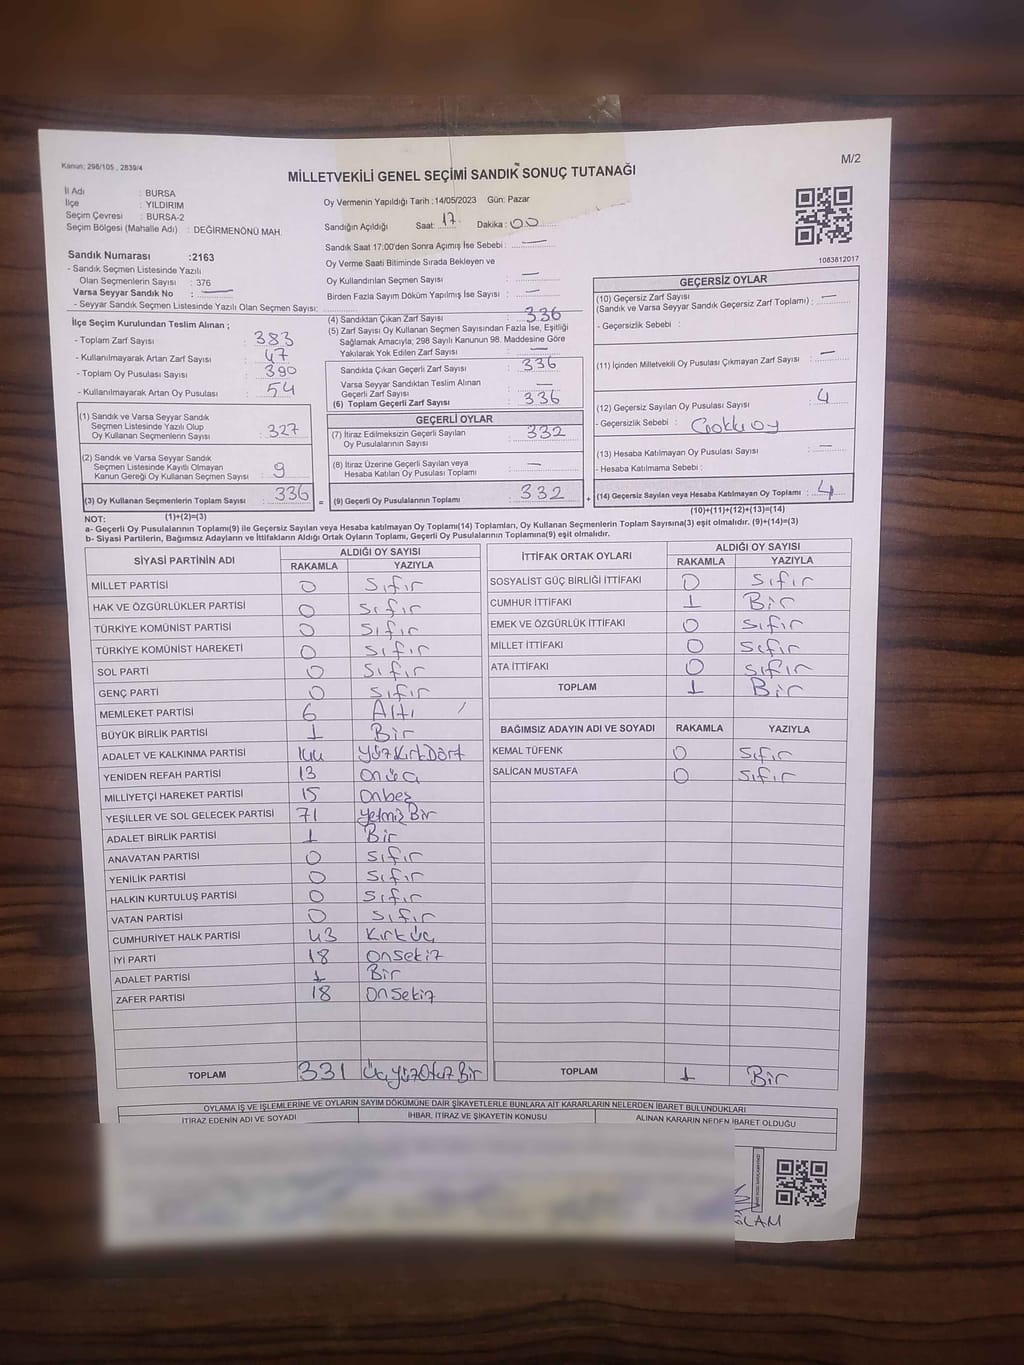 Kanun: 298/105 , 2839/4
M/2
MİLLETVEKİLİ GENEL SEÇİMİ SANDIK SONUÇ TUTANAĞI
İl Adı : BURSA
İlçe : YILDIRIM
Seçim Çevresi : BURSA-2
Seçim Bölgesi (Mahalle Adı) : DEĞİRMENÖNÜ MAH.
Oy Vermenin Yapıldığı Tarih : 14/05/2023 Gün: Pazar
Sandığın Açıldığı Saat: 17 Dakika : 00
Sandık Saat 17:00'den Sonra Açımış İse Sebebi : —
Oy Verme Saati Bitiminde Sırada Bekleyen ve
Oy Kullandırılan Seçmen Sayısı : —
Birden Fazla Sayım Döküm Yapılmış İse Sayısı : —
1083812017
Sandık Numarası :2163
- Sandık Seçmen Listesinde Yazılı
Olan Seçmenlerin Sayısı : 376
Varsa Seyyar Sandık No : —
- Seyyar Sandık Seçmen Listesinde Yazılı Olan Seçmen Sayısı:
İlçe Seçim Kurulundan Teslim Alınan ;
- Toplam Zarf Sayısı : 383
- Kullanılmayarak Artan Zarf Sayısı : 47
- Toplam Oy Pusulası Sayısı : 390
- Kullanılmayarak Artan Oy Pusulası : 54
(4) Sandıktan Çıkan Zarf Sayısı : 336
(5) Zarf Sayısı Oy Kullanan Seçmen Sayısından Fazla İse, Eşitliği
Sağlamak Amacıyla; 298 Sayılı Kanunun 98. Maddesine Göre
Yakılarak Yok Edilen Zarf Sayısı : —
Sandıkla Çıkan Geçerli Zarf Sayısı : 336
Varsa Seyyar Sandıktan Teslim Alınan
Geçerli Zarf Sayısı : —
(6) Toplam Geçerli Zarf Sayısı : 336
GEÇERSİZ OYLAR
(10) Geçersiz Zarf Sayısı
(Sandık ve Varsa Seyyar Sandık Geçersiz Zarf Toplamı) : —
- Geçersizlik Sebebi :
(11) İçinden Milletvekili Oy Pusulası Çıkmayan Zarf Sayısı : —
(12) Geçersiz Sayılan Oy Pusulası Sayısı : 4
- Geçersizlik Sebebi : Çoklu oy
(13) Hesaba Katılmayan Oy Pusulası Sayısı : —
- Hesaba Katılmama Sebebi :
(14) Geçersiz Sayılan veya Hesaba Katılmayan Oy Toplamı : 4
(10)+(11)+(12)+(13)=(14)
(1) Sandık ve Varsa Seyyar Sandık
Seçmen Listesinde Yazılı Olup
Oy Kullanan Seçmenlerin Sayısı : 327
(2) Sandık ve Varsa Seyyar Sandık
Seçmen Listesinde Kayıtlı Olmayan
Kanun Gereği Oy Kullanan Seçmen Sayısı : 9
(3) Oy Kullanan Seçmenlerin Toplam Sayısı : 336 =
(1)+(2)=(3)
GEÇERLİ OYLAR
(7) İtiraz Edilmeksizin Geçerli Sayılan
Oy Pusulalarının Sayısı : 332
(8) İtiraz Üzerine Geçerli Sayılan veya
Hesaba Katılan Oy Pusulası Toplamı : —
(9) Geçerli Oy Pusulalarının Toplamı : 332 +
NOT:
a- Geçerli Oy Pusulalarının Toplamı(9) ile Geçersiz Sayılan veya Hesaba katılmayan Oy Toplamı(14) Toplamları, Oy Kullanan Seçmenlerin Toplam Sayısına(3) eşit olmalıdır. (9)+(14)=(3)
b- Siyasi Partilerin, Bağımsız Adayların ve İttifakların Aldığı Ortak Oyların Toplamı, Geçerli Oy Pusulalarının Toplamına(9) eşit olmalıdır.
SİYASİ PARTİNİN ADI ALDIĞI OY SAYISI
RAKAMLA YAZIYLA
MİLLET PARTİSİ 0 Sıfır
HAK VE ÖZGÜRLÜKLER PARTİSİ 0 Sıfır
TÜRKİYE KOMÜNİST PARTİSİ 0 Sıfır
TÜRKİYE KOMÜNİST HAREKETİ 0 Sıfır
SOL PARTİ 0 Sıfır
GENÇ PARTİ 0 Sıfır
MEMLEKET PARTİSİ 6 Altı
BÜYÜK BİRLİK PARTİSİ 1 Bir
ADALET VE KALKINMA PARTİSİ 144 YüzKırkDört
YENİDEN REFAH PARTİSİ 13 Onüç
MİLLİYETÇİ HAREKET PARTİSİ 15 Onbeş
YEŞİLLER VE SOL GELECEK PARTİSİ 71 Yetmiş Bir
ADALET BİRLİK PARTİSİ 1 Bir
ANAVATAN PARTİSİ 0 Sıfır
YENİLİK PARTİSİ 0 Sıfır
HALKIN KURTULUŞ PARTİSİ 0 Sıfır
VATAN PARTİSİ 0 Sıfır
CUMHURİYET HALK PARTİSİ 43 Kırküç
İYİ PARTİ 18 Onsekiz
ADALET PARTİSİ 1 Bir
ZAFER PARTİSİ 18 Onsekiz
TOPLAM 331 ÜçYüzOtuzBir
İTTİFAK ORTAK OYLARI ALDIĞI OY SAYISI
RAKAMLA YAZIYLA
SOSYALİST GÜÇ BİRLİĞİ İTTİFAKI 0 Sıfır
CUMHUR İTTİFAKI 1 Bir
EMEK VE ÖZGÜRLÜK İTTİFAKI 0 Sıfır
MİLLET İTTİFAKI 0 Sıfır
ATA İTTİFAKI 0 Sıfır
TOPLAM 1 Bir
BAĞIMSIZ ADAYIN ADI VE SOYADI RAKAMLA YAZIYLA
KEMAL TÜFENK 0 Sıfır
SALİCAN MUSTAFA 0 Sıfır
TOPLAM 1 Bir
OYLAMA İŞ VE İŞLEMLERİNE VE OYLARIN SAYIM DÖKÜMÜNE DAİR ŞİKAYETLERLE BUNLARA AİT KARARLARIN NELERDEN İBARET BULUNDUKLARI
İTİRAZ EDENİN ADI VE SOYADI İHBAR, İTİRAZ VE ŞİKAYETİN KONUSU ALINAN KARARIN NEDEN İBARET OLDUĞU